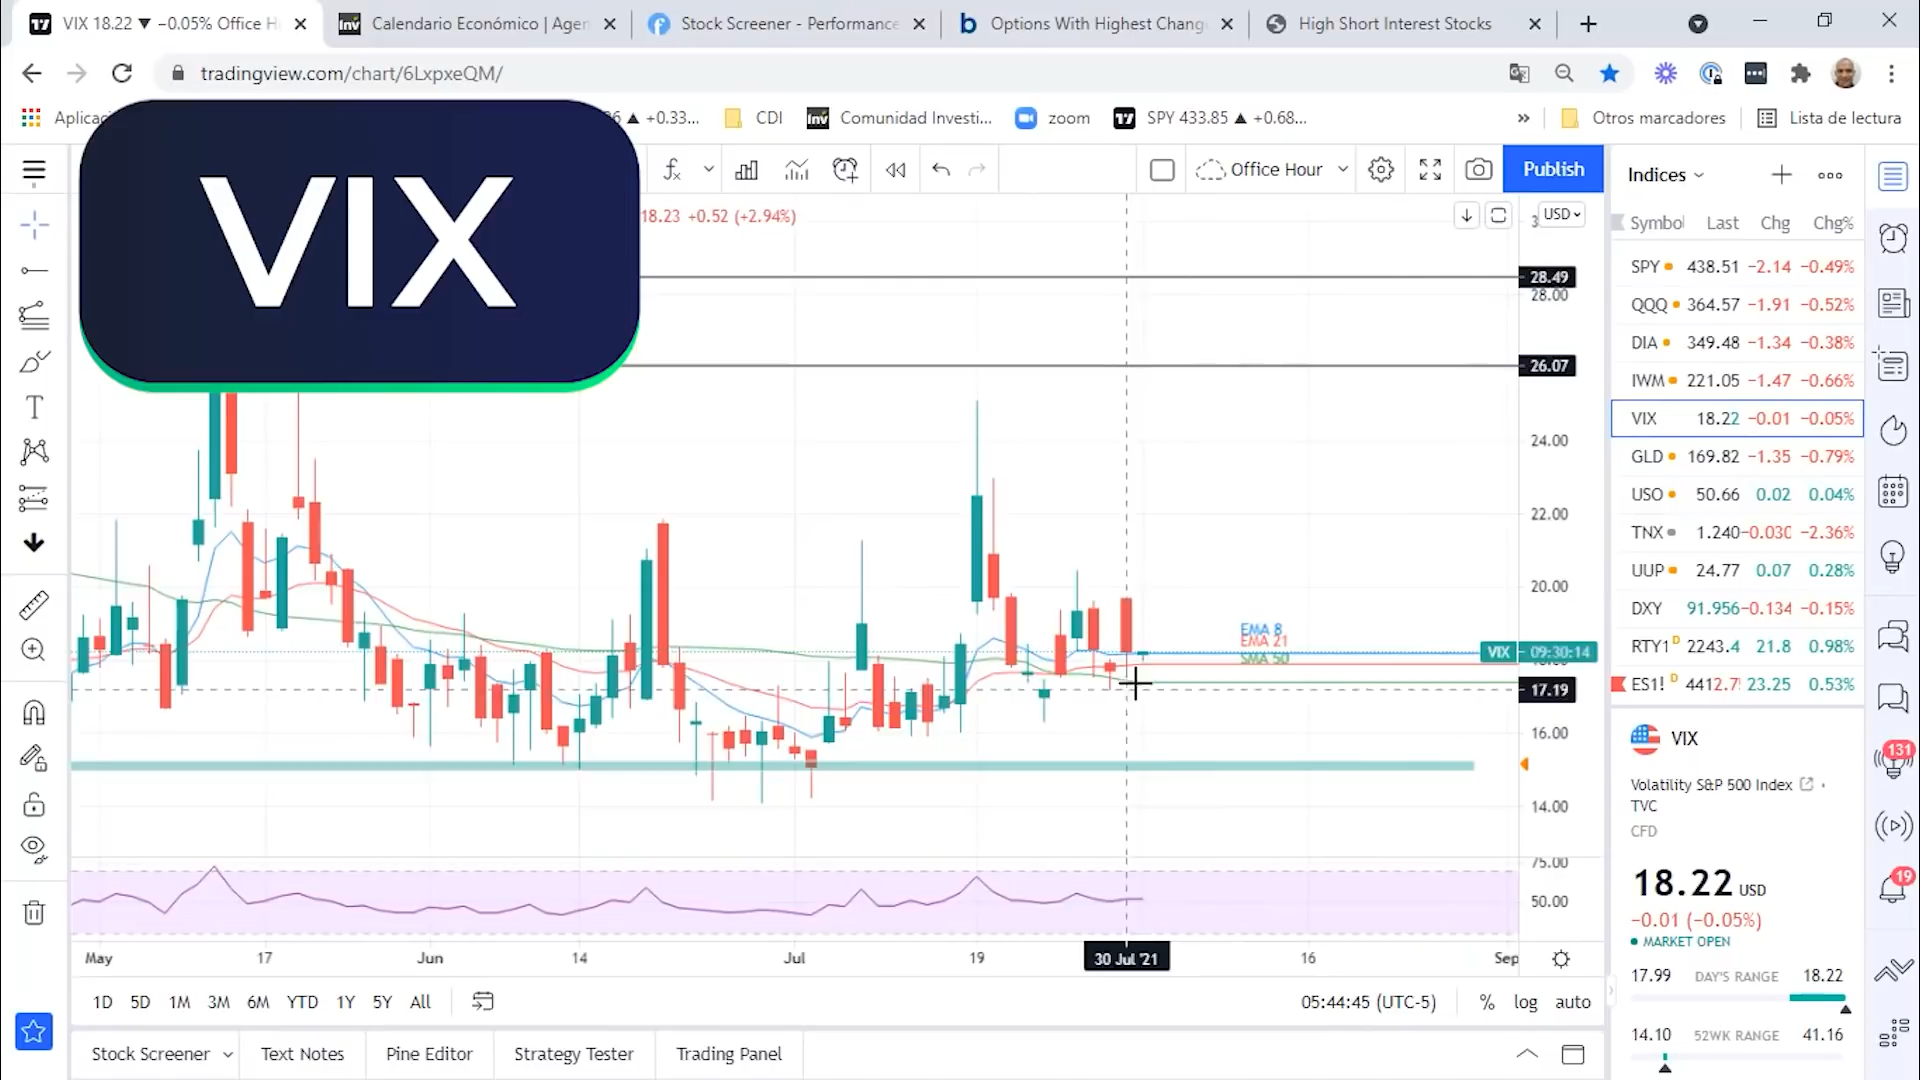 VIX 18.22 ▼ −0.05% Office H
Calendario Económico | Agen
Stock Screener - Performance
Options With Highest Chang
High Short Interest Stocks
tradingview.com/chart/6LxpxeQM/
Aplicac
6 ▲ +0.33...
CDI
Comunidad Investi...
zoom
SPY 433.85 ▲ +0.68...
»
Otros marcadores
Lista de lectura
VIX
Office Hour
Publish
18.23 +0.52 (+2.94%)
USD
28.49
28.00
26.07
24.00
22.00
20.00
EMA 8
EMA 21
SMA 50
VIX 09:30:14
17.19
16.00
14.00
75.00
50.00
May 17 Jun 14 Jul 19 30 Jul '21 16 Sep
1D 5D 1M 3M 6M YTD 1Y 5Y All
05:44:45 (UTC-5) % log auto
Stock Screener Text Notes Pine Editor Strategy Tester Trading Panel
Indices
Symbol Last Chg Chg%
SPY 438.51 −2.14 −0.49%
QQQ 364.57 −1.91 −0.52%
DIA 349.48 −1.34 −0.38%
IWM 221.05 −1.47 −0.66%
VIX 18.22 −0.01 −0.05%
GLD 169.82 −1.35 −0.79%
USO 50.66 0.02 0.04%
TNX 1.240 −0.030 −2.36%
UUP 24.77 0.07 0.28%
DXY 91.956 −0.134 −0.15%
RTY1 D 2243.4 21.8 0.98%
ES1! D 4412.7 23.25 0.53%
VIX
Volatility S&P 500 Index
TVC
CFD
18.22 USD
−0.01 (−0.05%)
MARKET OPEN
17.99 DAY'S RANGE 18.22
14.10 52WK RANGE 41.16
131
19